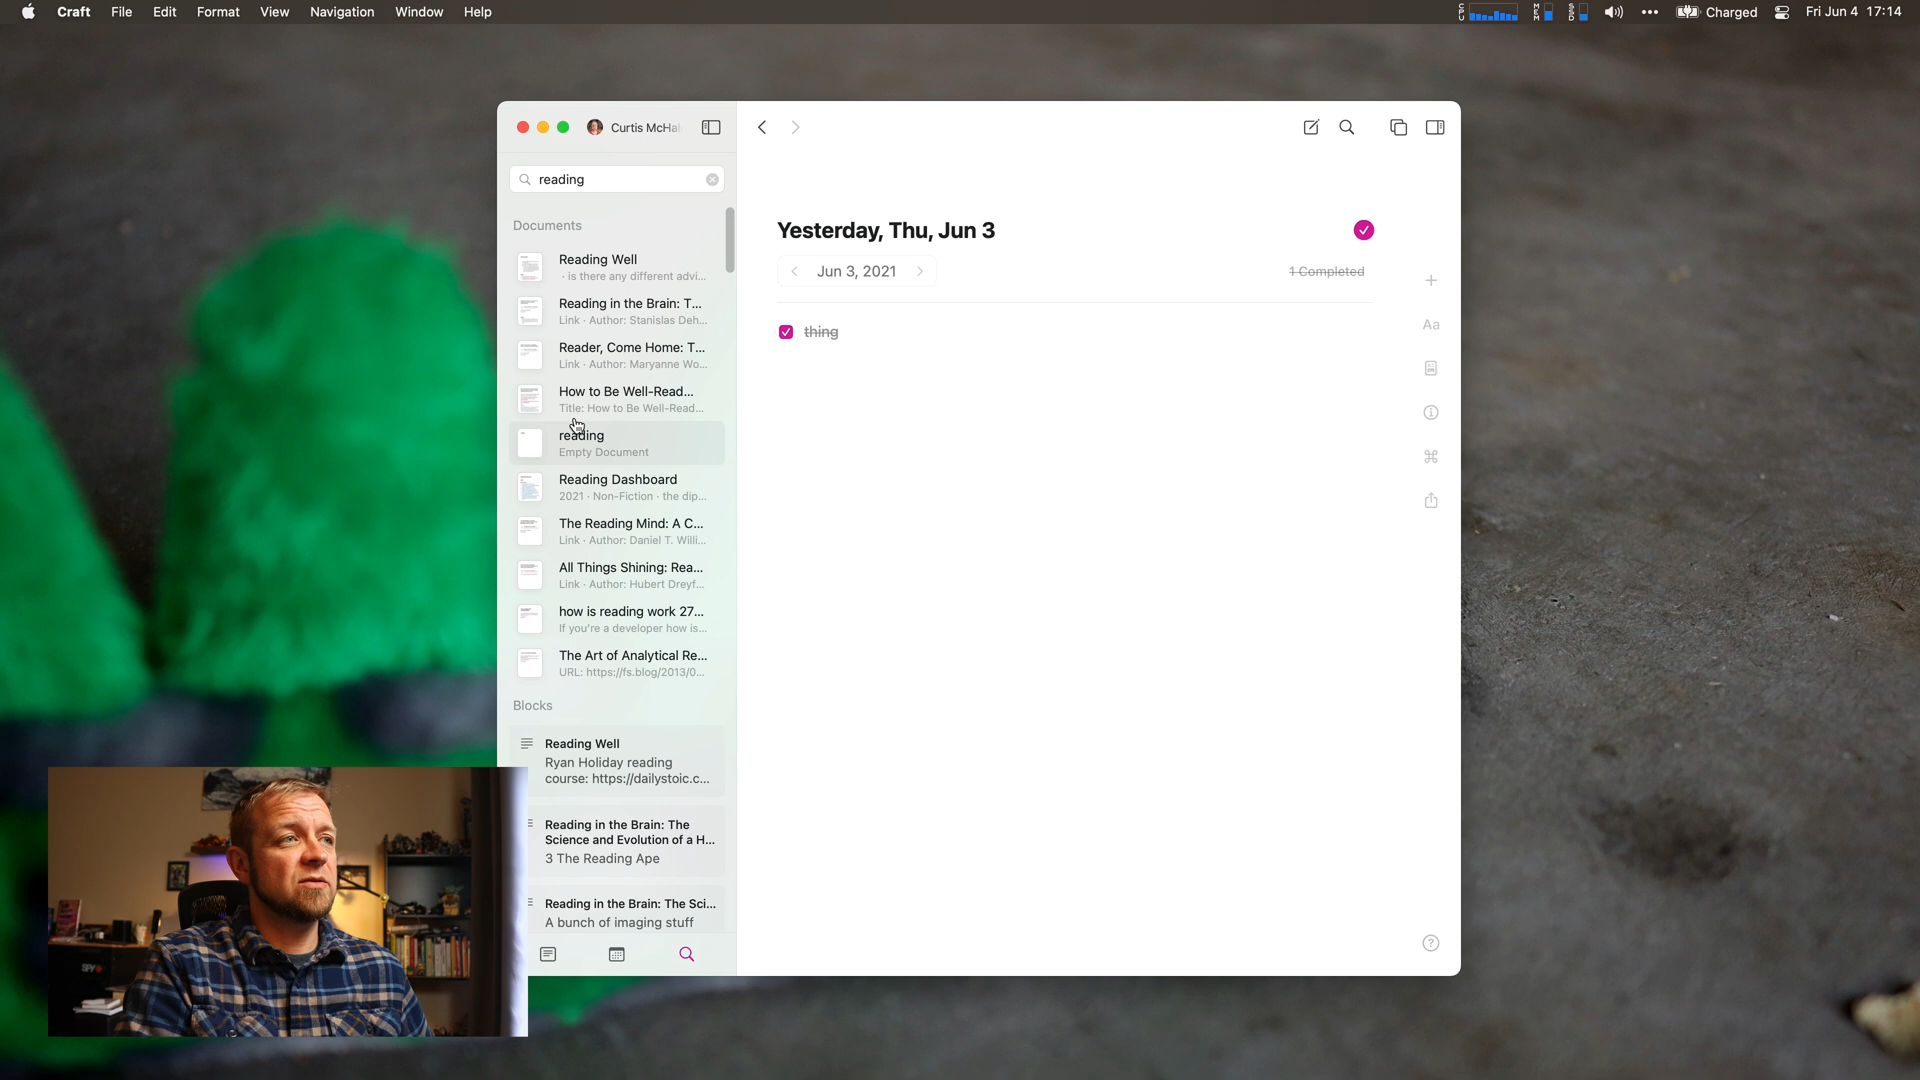 Craft File Edit Format View Navigation Window Help
CPU MEM SSD Charged Fri Jun 4 17:14
Curtis McHa
reading
Documents
Reading Well
· is there any different advi...
Reading in the Brain: T...
Link · Author: Stanislas Deh...
Reader, Come Home: T...
Link · Author: Maryanne Wo...
How to Be Well-Read...
Title: How to Be Well-Read...
reading
Empty Document
Reading Dashboard
2021 · Non-Fiction · the dip...
The Reading Mind: A C...
Link · Author: Daniel T. Willi...
All Things Shining: Rea...
Link · Author: Hubert Dreyf...
how is reading work 27...
If you're a developer how is...
The Art of Analytical Re...
URL: https://fs.blog/2013/0...
Blocks
Reading Well
Ryan Holiday reading
course: https://dailystoic.c...
Reading in the Brain: The
Science and Evolution of a H...
3 The Reading Ape
Reading in the Brain: The Sci...
A bunch of imaging stuff
Yesterday, Thu, Jun 3
Jun 3, 2021
1 Completed
thing
Aa
SPY